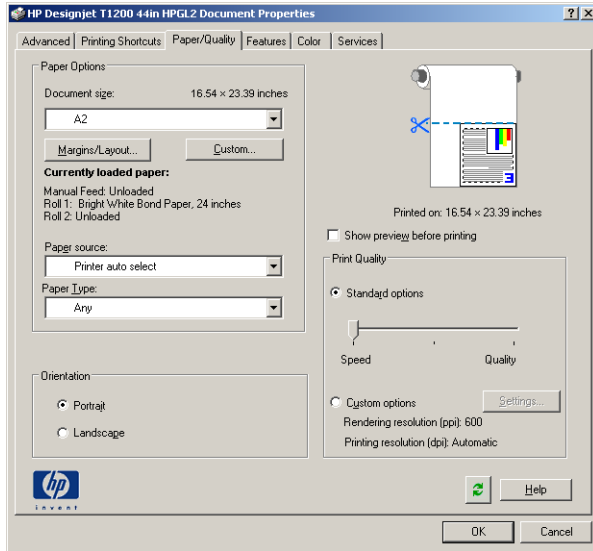 HP Designjet T1200 44in HPGL2 Document Properties
Advanced Printing Shortcuts Paper/Quality Features Color Services
Paper Options
Document size: 16.54 × 23.39 inches
A2
Margins/Layout... Custom...
Currently loaded paper:
Manual Feed: Unloaded
Roll 1: Bright White Bond Paper, 24 inches
Roll 2: Unloaded
Paper source:
Printer auto select
Paper Type:
Any
Orientation
Portrait
Landscape
3
Printed on: 16.54 × 23.39 inches
Show preview before printing
Print Quality
Standard options
Speed Quality
Custom options Settings...
Rendering resolution (ppi): 600
Printing resolution (dpi): Automatic
hp
invent
Help
OK Cancel